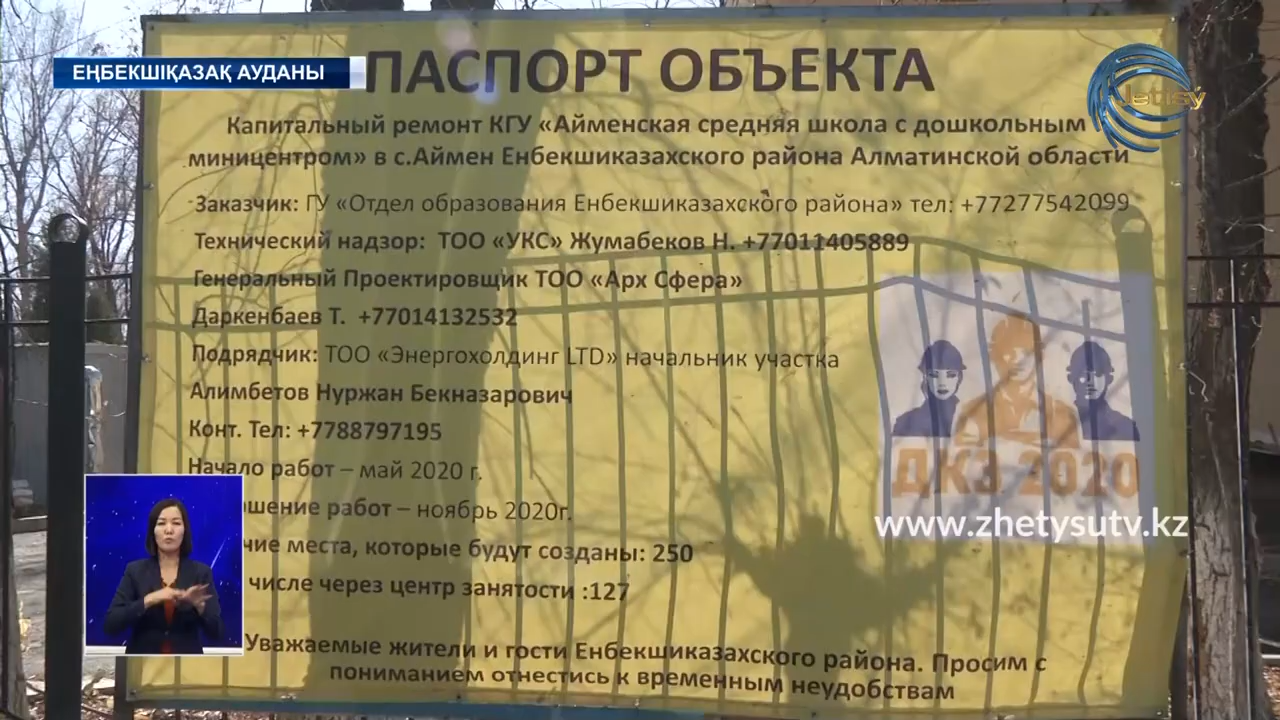 ЕҢБЕКШІҚАЗАҚ АУДАНЫ
ПАСПОРТ ОБЪЕКТА
Jetisý
Капитальный ремонт КГУ «Айменская средняя школа с дошкольным
миницентром» в с.Аймен Енбекшиказахского района Алматинской области
Заказчик: ГУ «Отдел образования Енбекшиказахского района» тел: +77277542099
Технический надзор: ТОО «УКС» Жумабеков Н. +77011405889
Генеральный Проектировщик ТОО «Арх Сфера»
Даркенбаев Т. +77014132532
Подрядчик: ТОО «Энергохолдинг LTD» начальник участка
Алимбетов Нуржан Бекназарович
Конт. Тел: +7788797195
Начало работ – май 2020 г.
ршение работ – ноябрь 2020г.
чие места, которые будут созданы: 250
числе через центр занятости :127
ДКЗ 2020
www.zhetysutv.kz
Уважаемые жители и гости Енбекшиказахского района. Просим с
пониманием отнестись к временным неудобствам